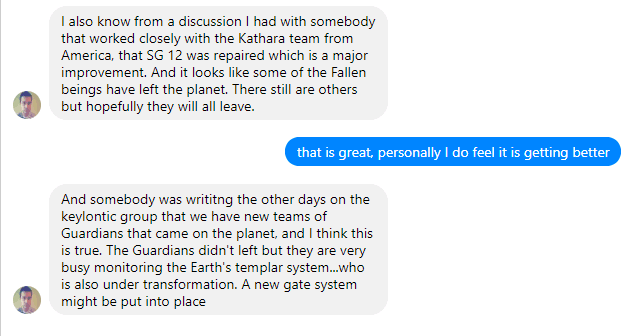 I also know from a discussion I had with somebody
that worked closely with the Kathara team from
America, that SG 12 was repaired which is a major
improvement. And it looks like some of the Fallen
beings have left the planet. There still are others
but hopefully they will all leave.
that is great, personally I do feel it is getting better
And somebody was writitng the other days on the
keylontic group that we have new teams of
Guardians that came on the planet, and I think this
is true. The Guardians didn't left but they are very
busy monitoring the Earth's templar system...who
is also under transformation. A new gate system
might be put into place